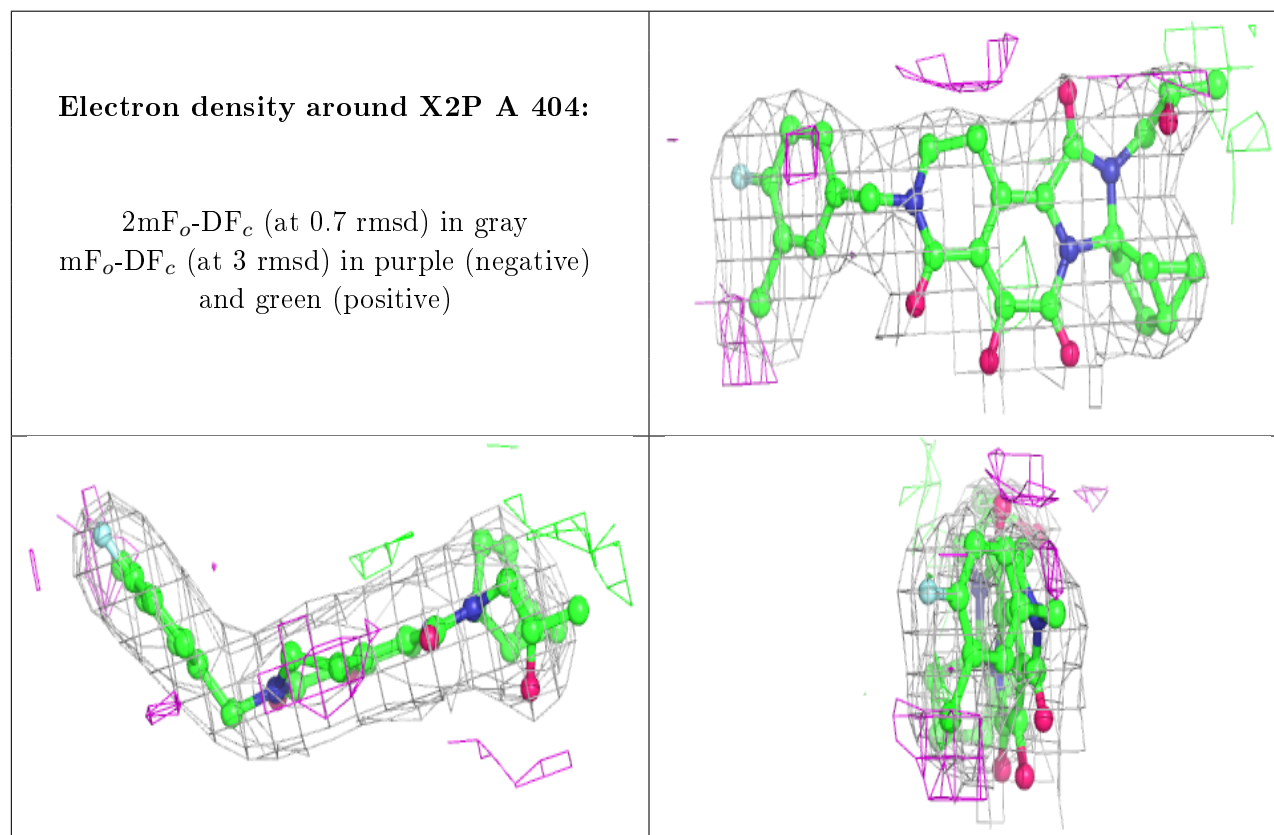 Electron density around X2P A 404:
2mFo-DFc (at 0.7 rmsd) in gray
mFo-DFc (at 3 rmsd) in purple (negative)
and green (positive)